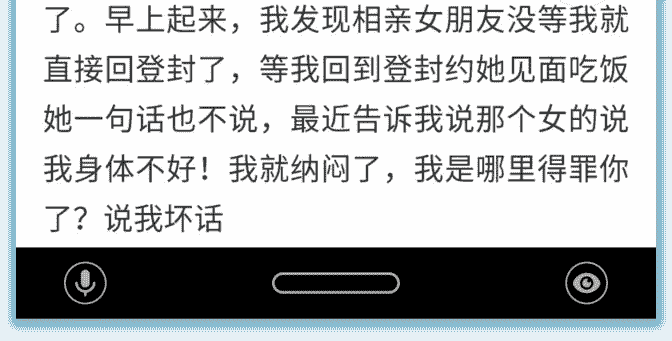 了。早上起来，我发现相亲女朋友没等我就
直接回登封了，等我回到登封约她见面吃饭
她一句话也不说，最近告诉我说那个女的说
我身体不好！我就纳闷了，我是哪里得罪你
了？说我坏话